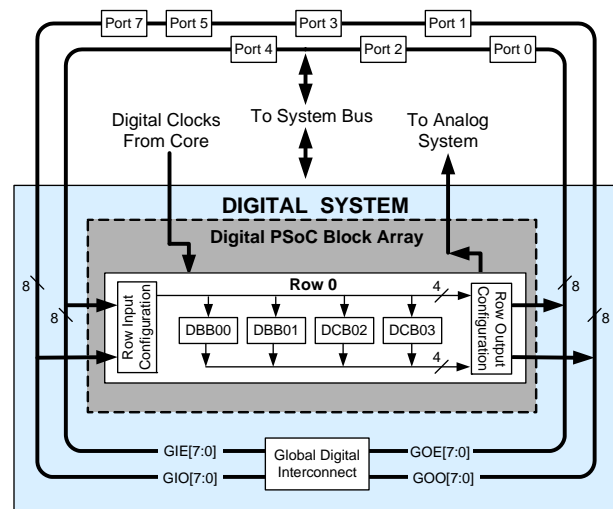 Port 7
Port 5
Port 3
Port 1
Port 4
Port 2
Port 0
Digital Clocks
From Core
To System Bus
To Analog
System
DIGITAL SYSTEM
Digital PSoC Block Array
Row 0
4
8
8
8
8
Row Input
Configuration
DBB00
DBB01
DCB02
DCB03
4
Row Output
Configuration
GIE[7:0]
GIO[7:0]
Global Digital
Interconnect
GOE[7:0]
GOO[7:0]